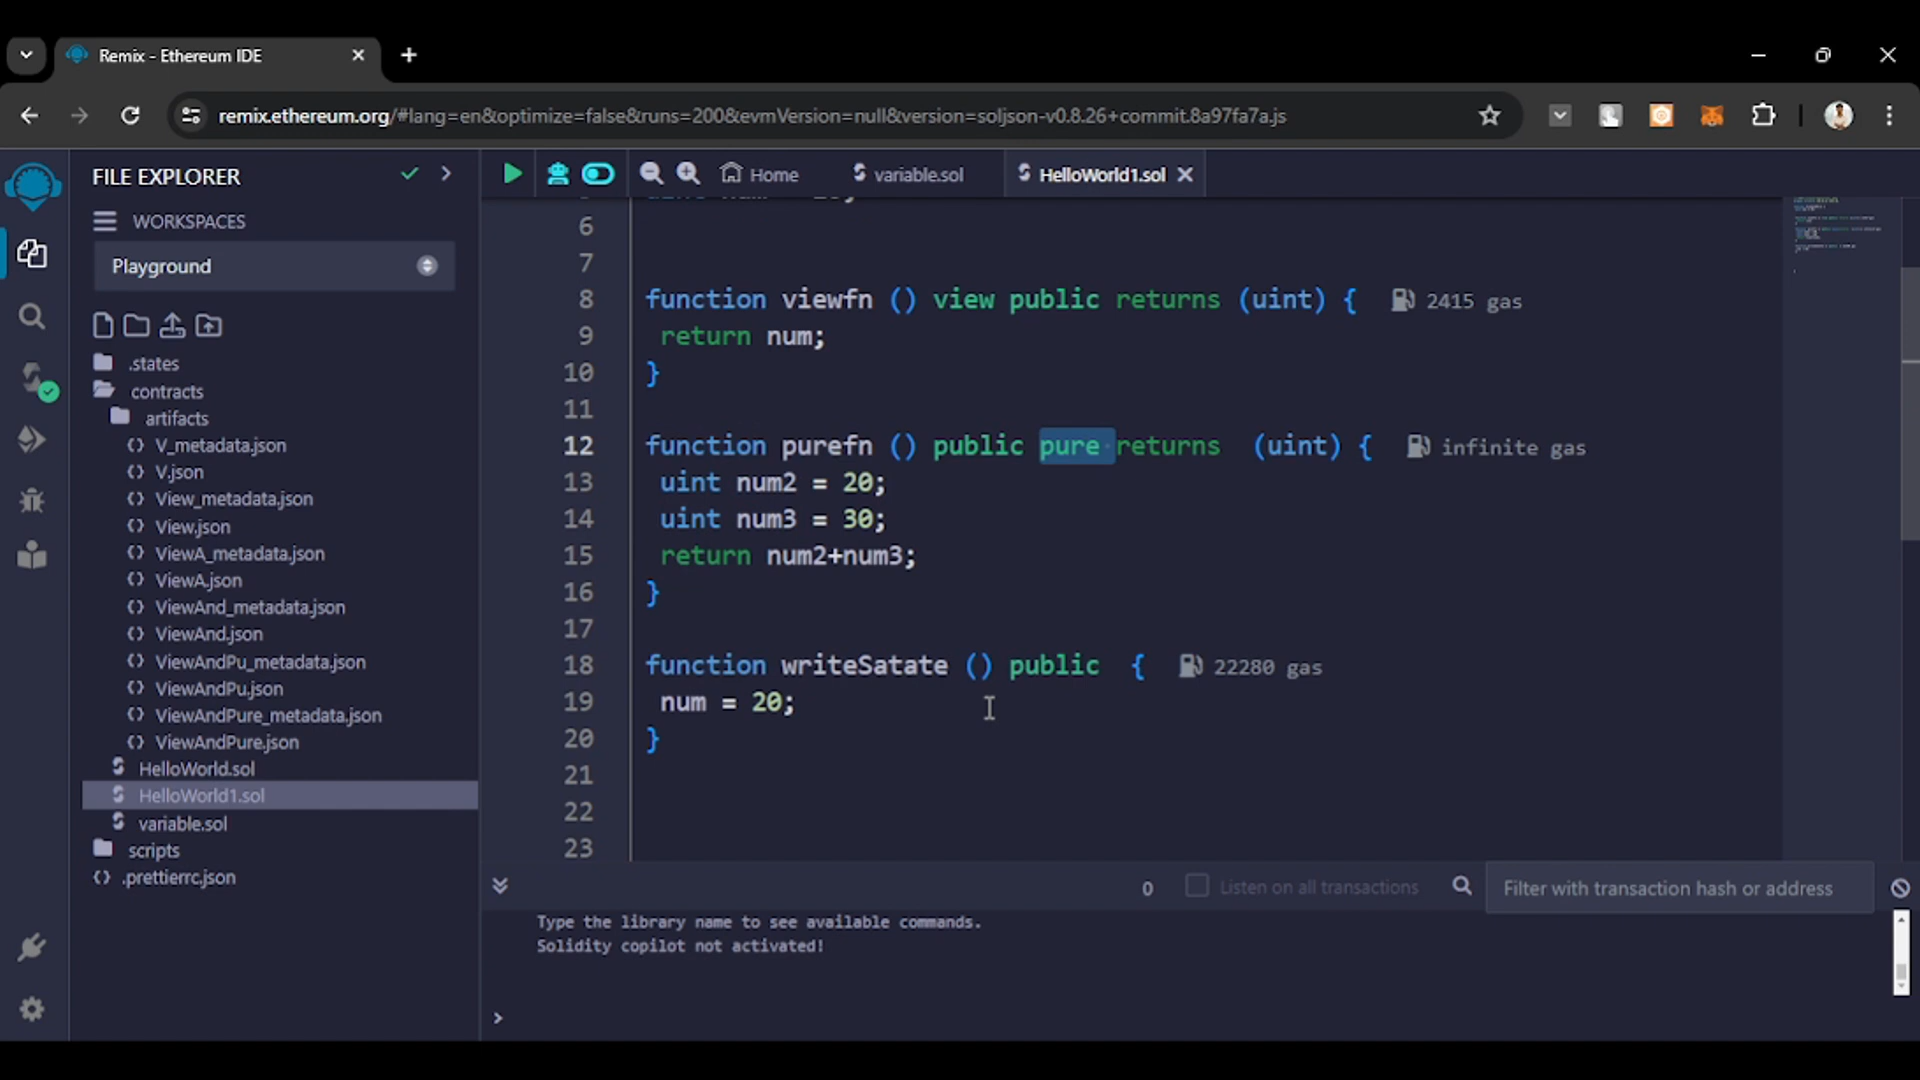 Remix - Ethereum IDE
remix.ethereum.org/#lang=en&optimize=false&runs=200&evmVersion=null&version=soljson-v0.8.26+commit.8a97fa7a.js
FILE EXPLORER
WORKSPACES
Playground
.states
contracts
artifacts
V_metadata.json
V.json
View_metadata.json
View.json
ViewA_metadata.json
ViewA.json
ViewAnd_metadata.json
ViewAnd.json
ViewAndPu_metadata.json
ViewAndPu.json
ViewAndPure_metadata.json
ViewAndPure.json
HelloWorld.sol
HelloWorld1.sol
variable.sol
scripts
.prettierrc.json
Home
variable.sol
HelloWorld1.sol
6
7
8 function viewfn () view public returns (uint) { 2415 gas
9 return num;
10 }
11
12 function purefn () public pure returns (uint) { infinite gas
13 uint num2 = 20;
14 uint num3 = 30;
15 return num2+num3;
16 }
17
18 function writeSatate () public { 22280 gas
19 num = 20;
20 }
21
22
23
0 Listen on all transactions Filter with transaction hash or address
Type the library name to see available commands.
Solidity copilot not activated!
>